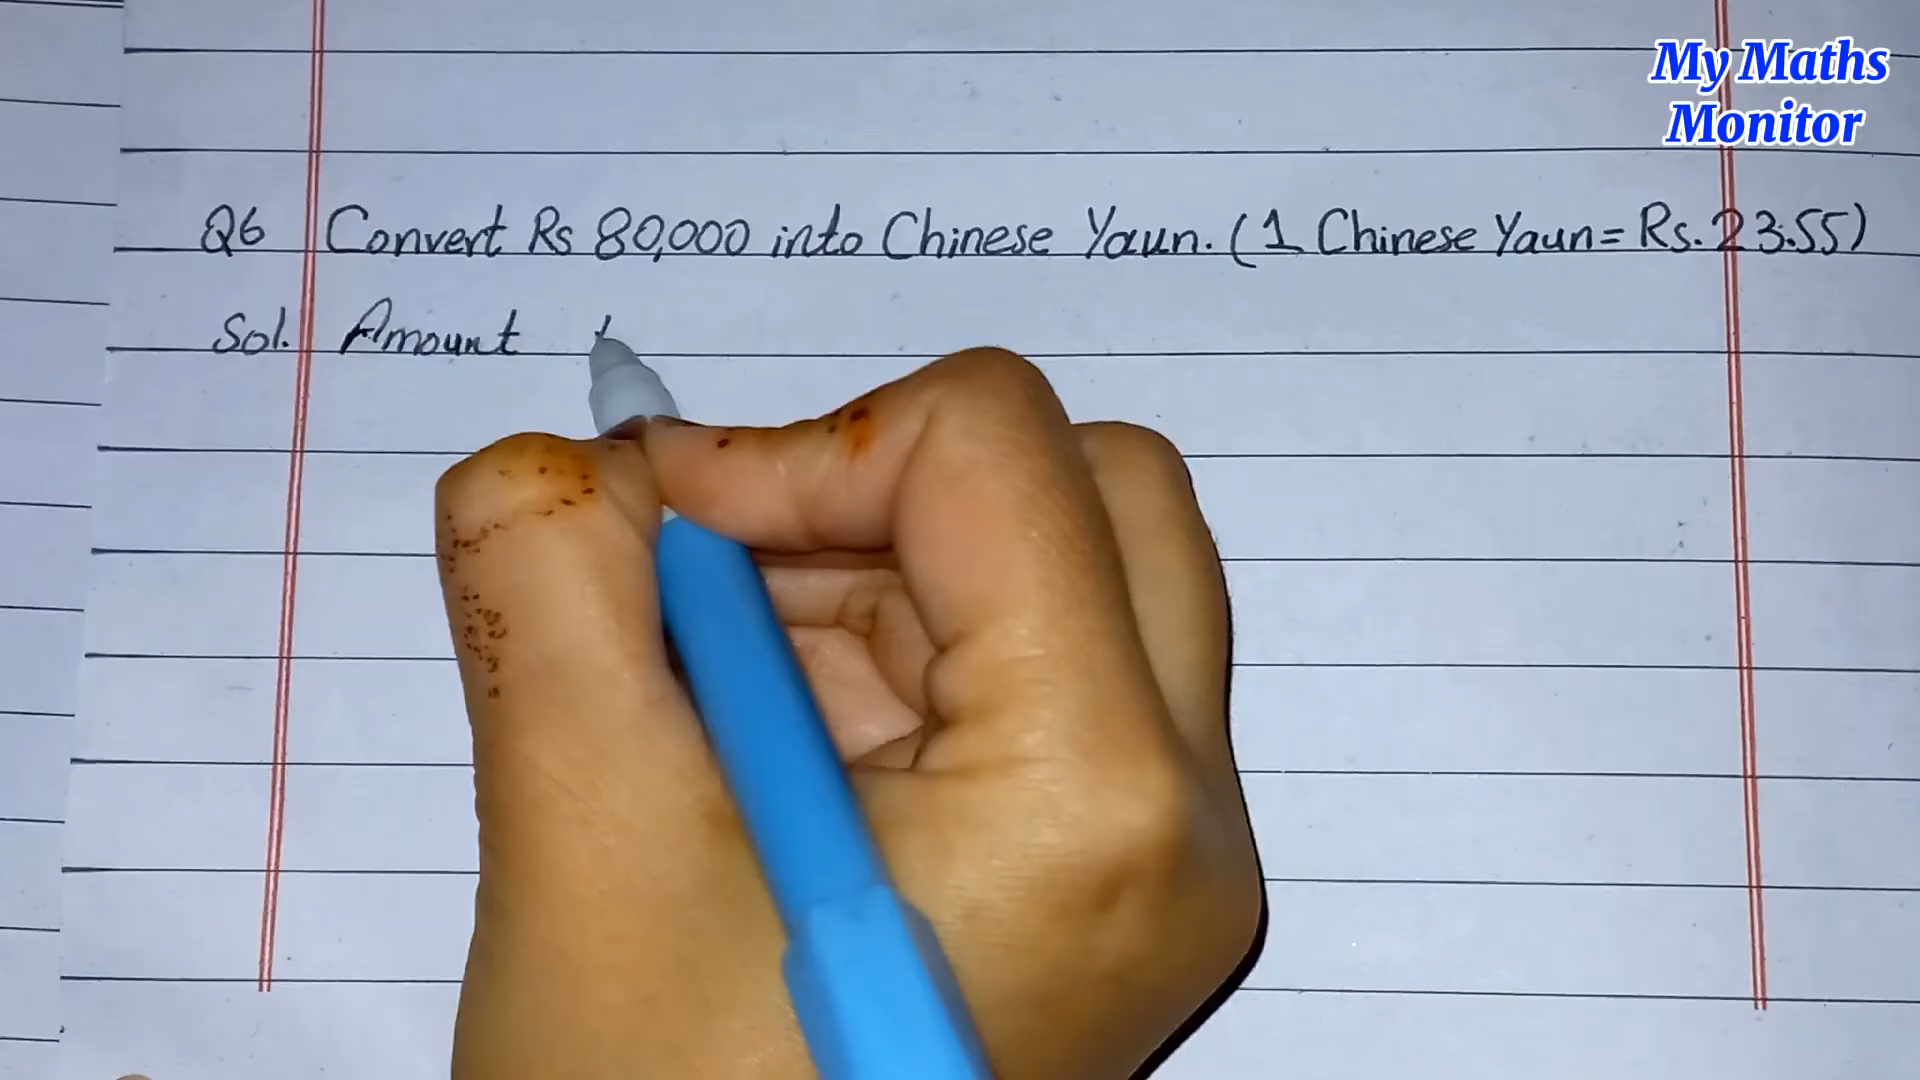 My Maths
Monitor
Q6 Convert Rs 80,000 into Chinese Yaun. (1 Chinese Yaun = Rs. 23.55)
Sol. Amount